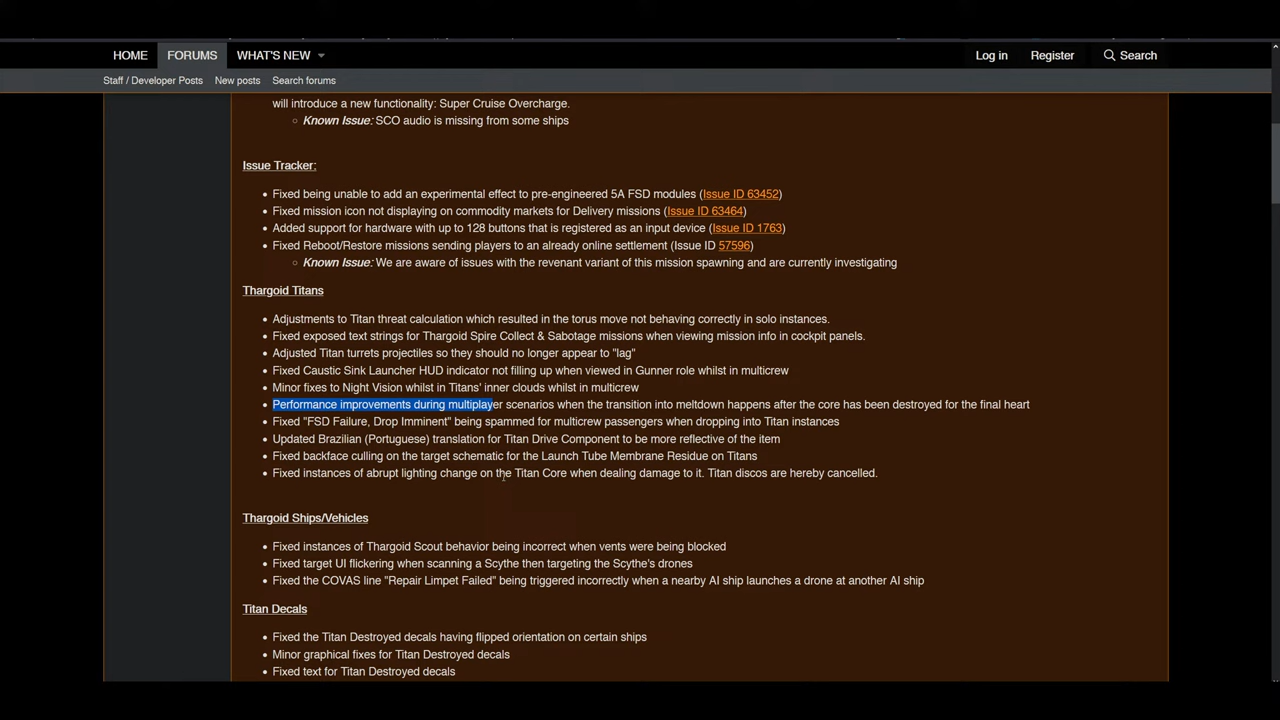 HOME FORUMS WHAT'S NEW Log in Register Search
Staff / Developer Posts New posts Search forums
will introduce a new functionality: Super Cruise Overcharge.
Known Issue: SCO audio is missing from some ships
Issue Tracker:
Fixed being unable to add an experimental effect to pre-engineered 5A FSD modules (Issue ID 63452)
Fixed mission icon not displaying on commodity markets for Delivery missions (Issue ID 63464)
Added support for hardware with up to 128 buttons that is registered as an input device (Issue ID 1763)
Fixed Reboot/Restore missions sending players to an already online settlement (Issue ID 57596)
Known Issue: We are aware of issues with the revenant variant of this mission spawning and are currently investigating
Thargoid Titans
Adjustments to Titan threat calculation which resulted in the torus move not behaving correctly in solo instances.
Fixed exposed text strings for Thargoid Spire Collect & Sabotage missions when viewing mission info in cockpit panels.
Adjusted Titan turrets projectiles so they should no longer appear to "lag"
Fixed Caustic Sink Launcher HUD indicator not filling up when viewed in Gunner role whilst in multicrew
Minor fixes to Night Vision whilst in Titans' inner clouds whilst in multicrew
Performance improvements during multiplayer scenarios when the transition into meltdown happens after the core has been destroyed for the final heart
Fixed "FSD Failure, Drop Imminent" being spammed for multicrew passengers when dropping into Titan instances
Updated Brazilian (Portuguese) translation for Titan Drive Component to be more reflective of the item
Fixed backface culling on the target schematic for the Launch Tube Membrane Residue on Titans
Fixed instances of abrupt lighting change on the Titan Core when dealing damage to it. Titan discos are hereby cancelled.
Thargoid Ships/Vehicles
Fixed instances of Thargoid Scout behavior being incorrect when vents were being blocked
Fixed target UI flickering when scanning a Scythe then targeting the Scythe's drones
Fixed the COVAS line "Repair Limpet Failed" being triggered incorrectly when a nearby AI ship launches a drone at another AI ship
Titan Decals
Fixed the Titan Destroyed decals having flipped orientation on certain ships
Minor graphical fixes for Titan Destroyed decals
Fixed text for Titan Destroyed decals